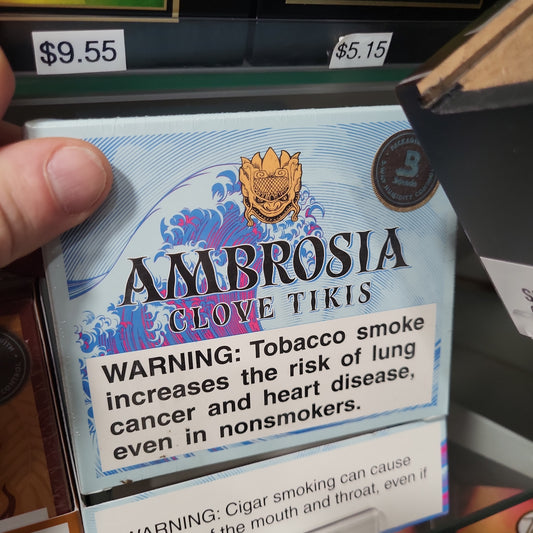 $9.55
$5.15
AMBROSIA
CLOVE TIKIS
WARNING: Tobacco smoke
increases the risk of lung
cancer and heart disease,
even in nonsmokers.
WARNING: Cigar smoking can cause
of the mouth and throat, even if